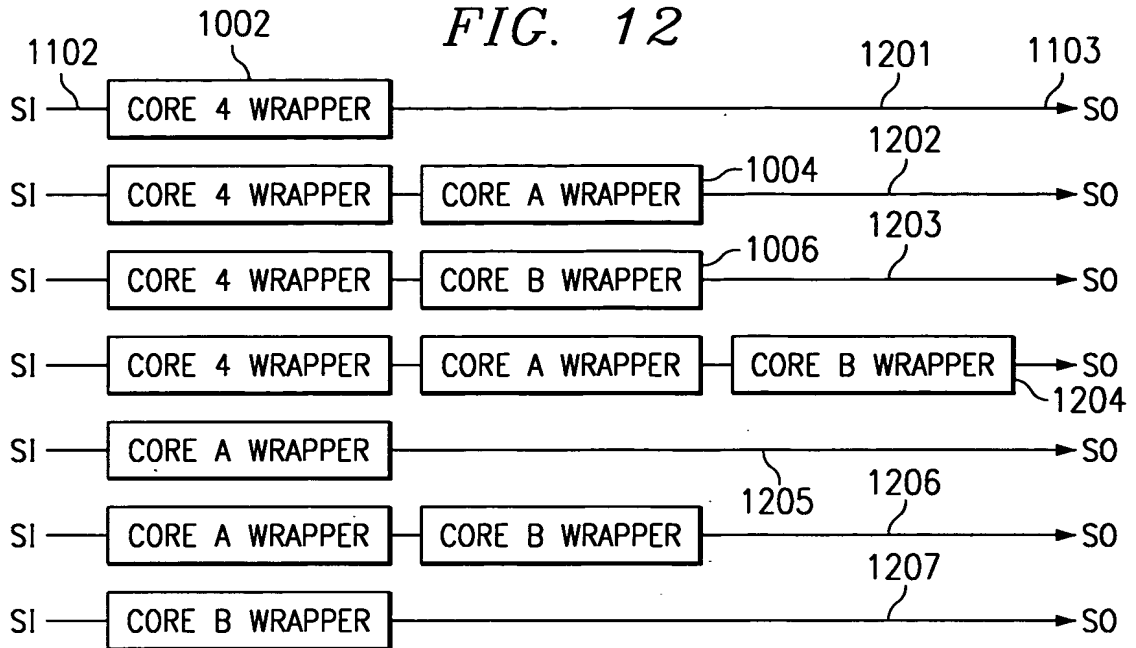 FIG. 12
1102 1002 1201 1103
SI CORE 4 WRAPPER SO
1202
SI CORE 4 WRAPPER CORE A WRAPPER 1004 SO
1203
SI CORE 4 WRAPPER CORE B WRAPPER 1006 SO
SI CORE 4 WRAPPER CORE A WRAPPER CORE B WRAPPER SO
1204
SI CORE A WRAPPER SO
1205 1206
SI CORE A WRAPPER CORE B WRAPPER SO
1207
SI CORE B WRAPPER SO